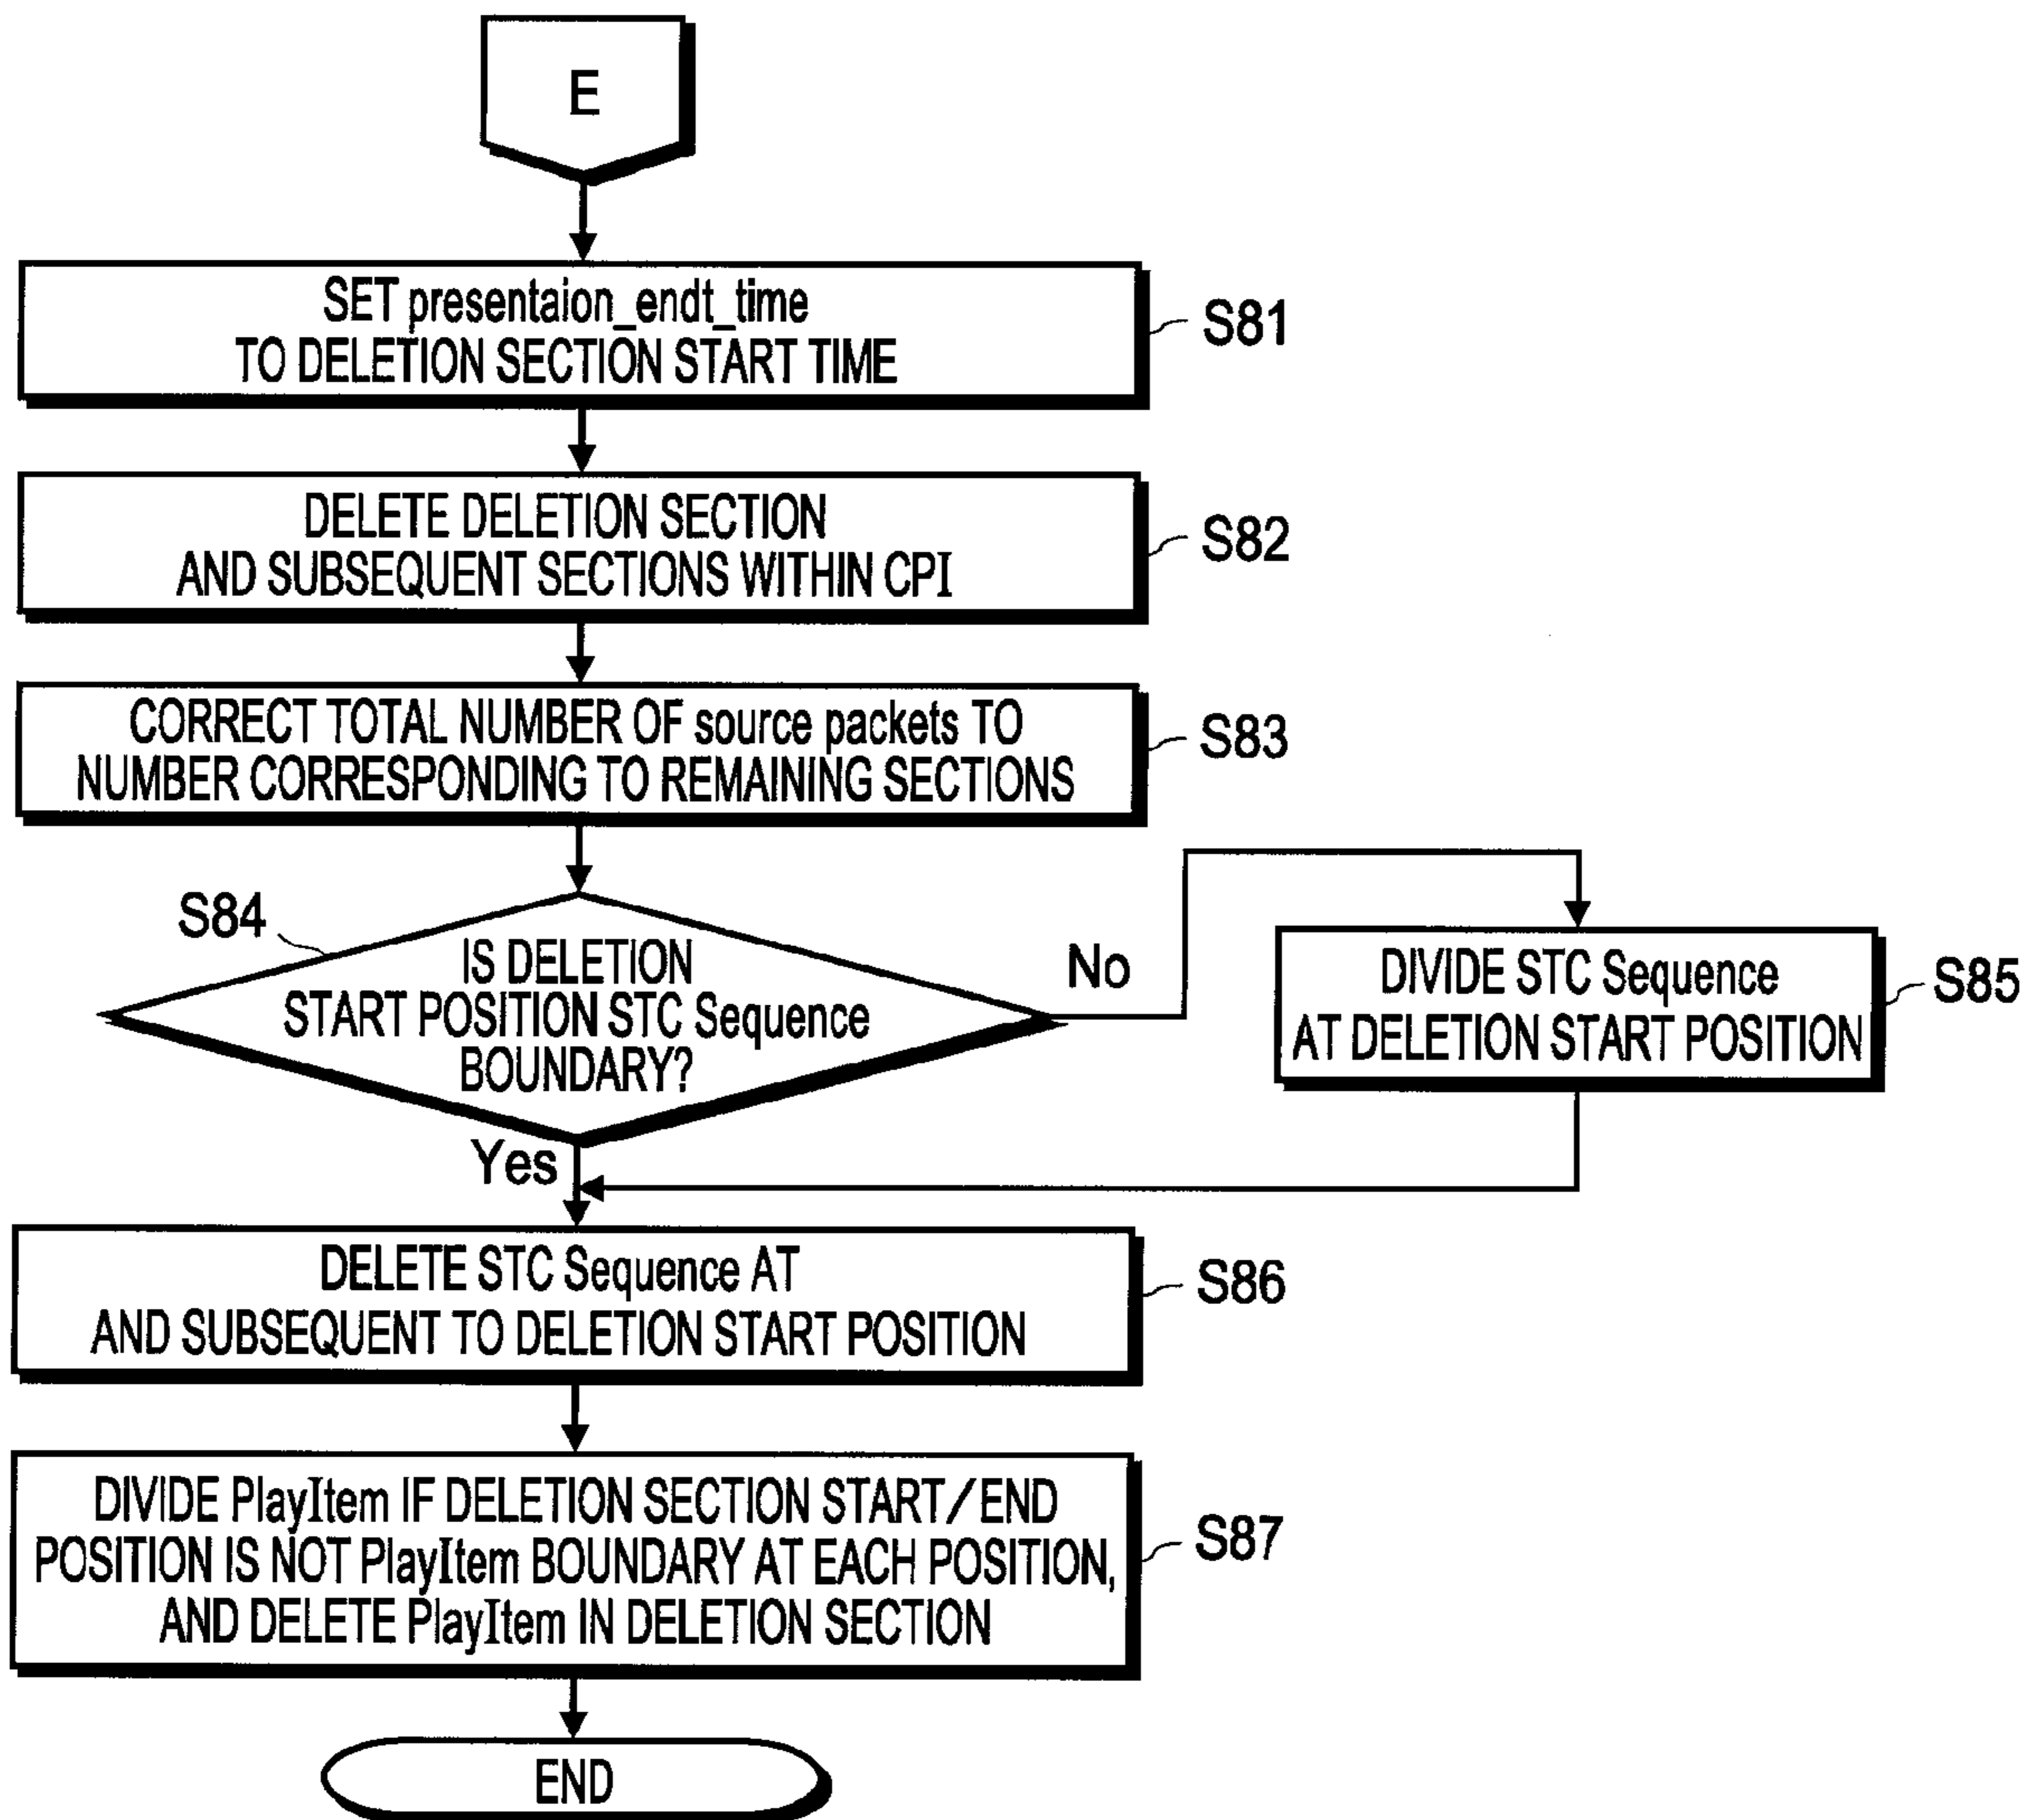 E
SET presentaion_endt_time
TO DELETION SECTION START TIME
S81
DELETE DELETION SECTION
AND SUBSEQUENT SECTIONS WITHIN CPI
S82
CORRECT TOTAL NUMBER OF source packets TO
NUMBER CORRESPONDING TO REMAINING SECTIONS
S83
S84
IS DELETION
START POSITION STC Sequence
BOUNDARY?
No
DIVIDE STC Sequence
AT DELETION START POSITION
S85
Yes
DELETE STC Sequence AT
AND SUBSEQUENT TO DELETION START POSITION
S86
DIVIDE PlayItem IF DELETION SECTION START/END
POSITION IS NOT PlayItem BOUNDARY AT EACH POSITION,
AND DELETE PlayItem IN DELETION SECTION
S87
END